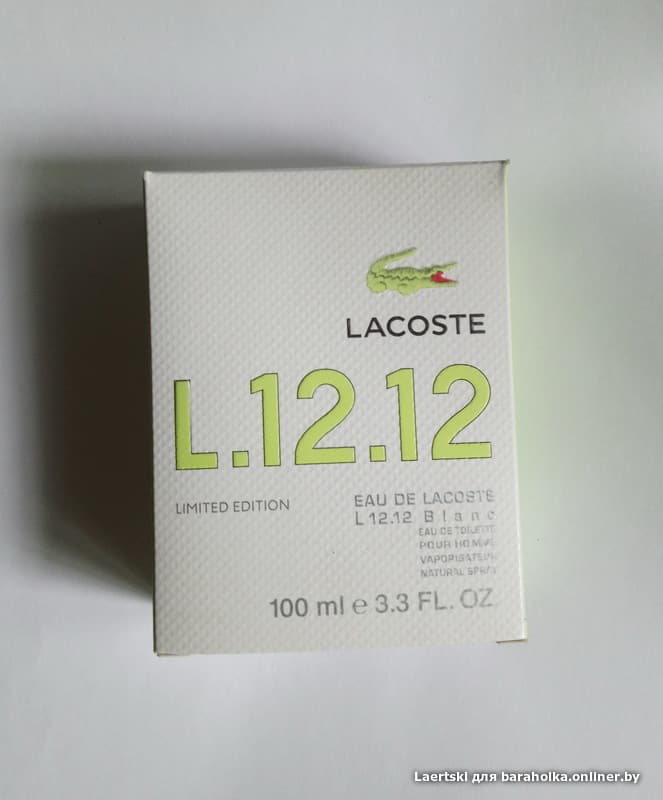 LACOSTE
L.12.12
LIMITED EDITION
EAU DE LACOSTE
L 12.12 Blanc
EAU DE TOILETTE
POUR HOMME
VAPORISATEUR
NATURAL SPRAY
100 ml e 3.3 FL. OZ
Laertski для baraholka.onliner.by